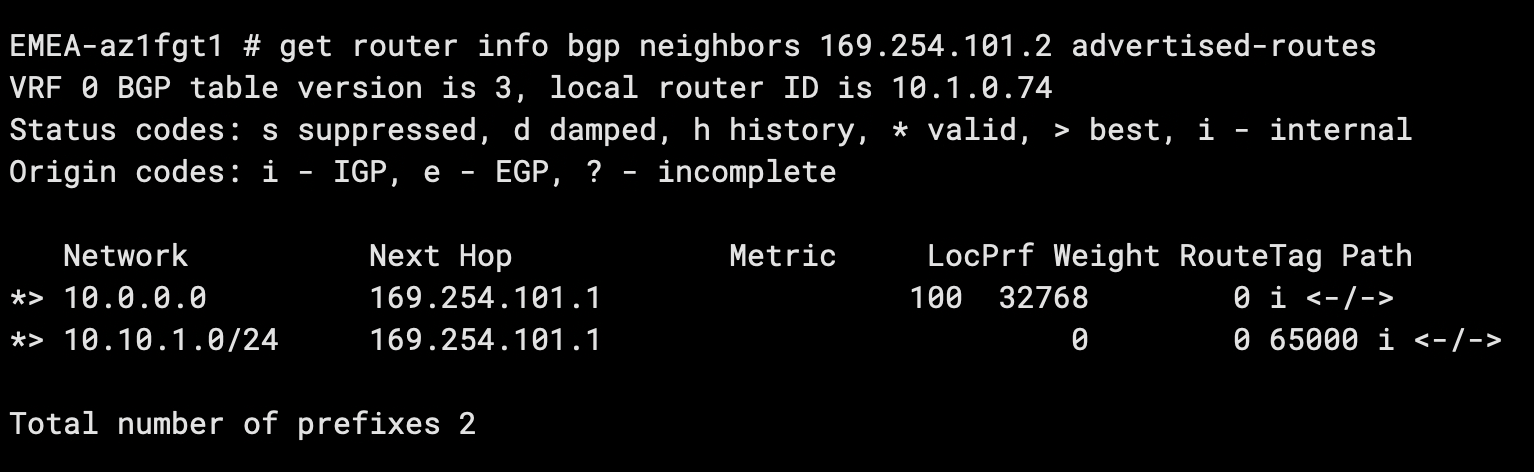 EMEA-az1fgt1 # get router info bgp neighbors 169.254.101.2 advertised-routes
VRF 0 BGP table version is 3, local router ID is 10.1.0.74
Status codes: s suppressed, d damped, h history, * valid, > best, i - internal
Origin codes: i - IGP, e - EGP, ? - incomplete
   Network          Next Hop            Metric     LocPrf Weight RouteTag Path
*> 10.0.0.0         169.254.101.1                 100  32768        0 i <-/->
*> 10.10.1.0/24     169.254.101.1                          0        0 65000 i <-/->
Total number of prefixes 2